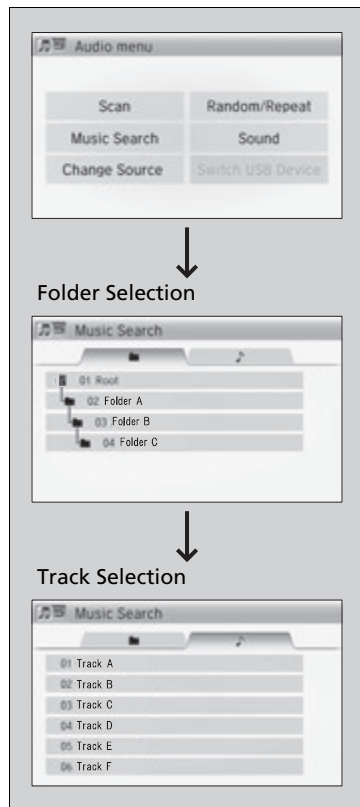 Audio menu
Scan Random/Repeat
Music Search Sound
Change Source Switch USB Device
Folder Selection
Music Search
01 Root
02 Folder A
03 Folder B
04 Folder C
Track Selection
Music Search
01 Track A
02 Track B
03 Track C
04 Track D
05 Track E
06 Track F